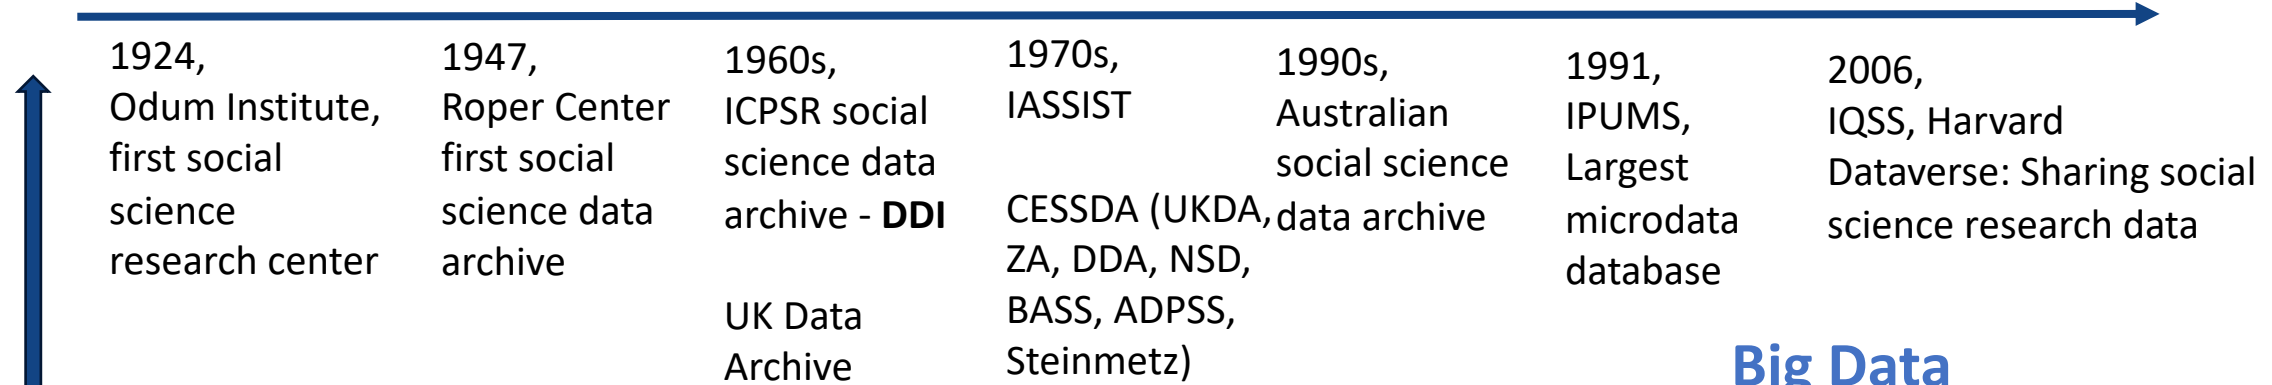 1924,
Odum Institute,
first social
science
research center
1947,
Roper Center
first social
science data
archive
1960s,
ICPSR social
science data
archive - DDI
UK Data
Archive
1970s,
IASSIST
CESSDA (UKDA,
ZA, DDA, NSD,
BASS, ADPSS,
Steinmetz)
1990s,
Australian
social science
data archive
1991,
IPUMS,
Largest
microdata
database
2006,
IQSS, Harvard
Dataverse: Sharing social
science research data
Big Data